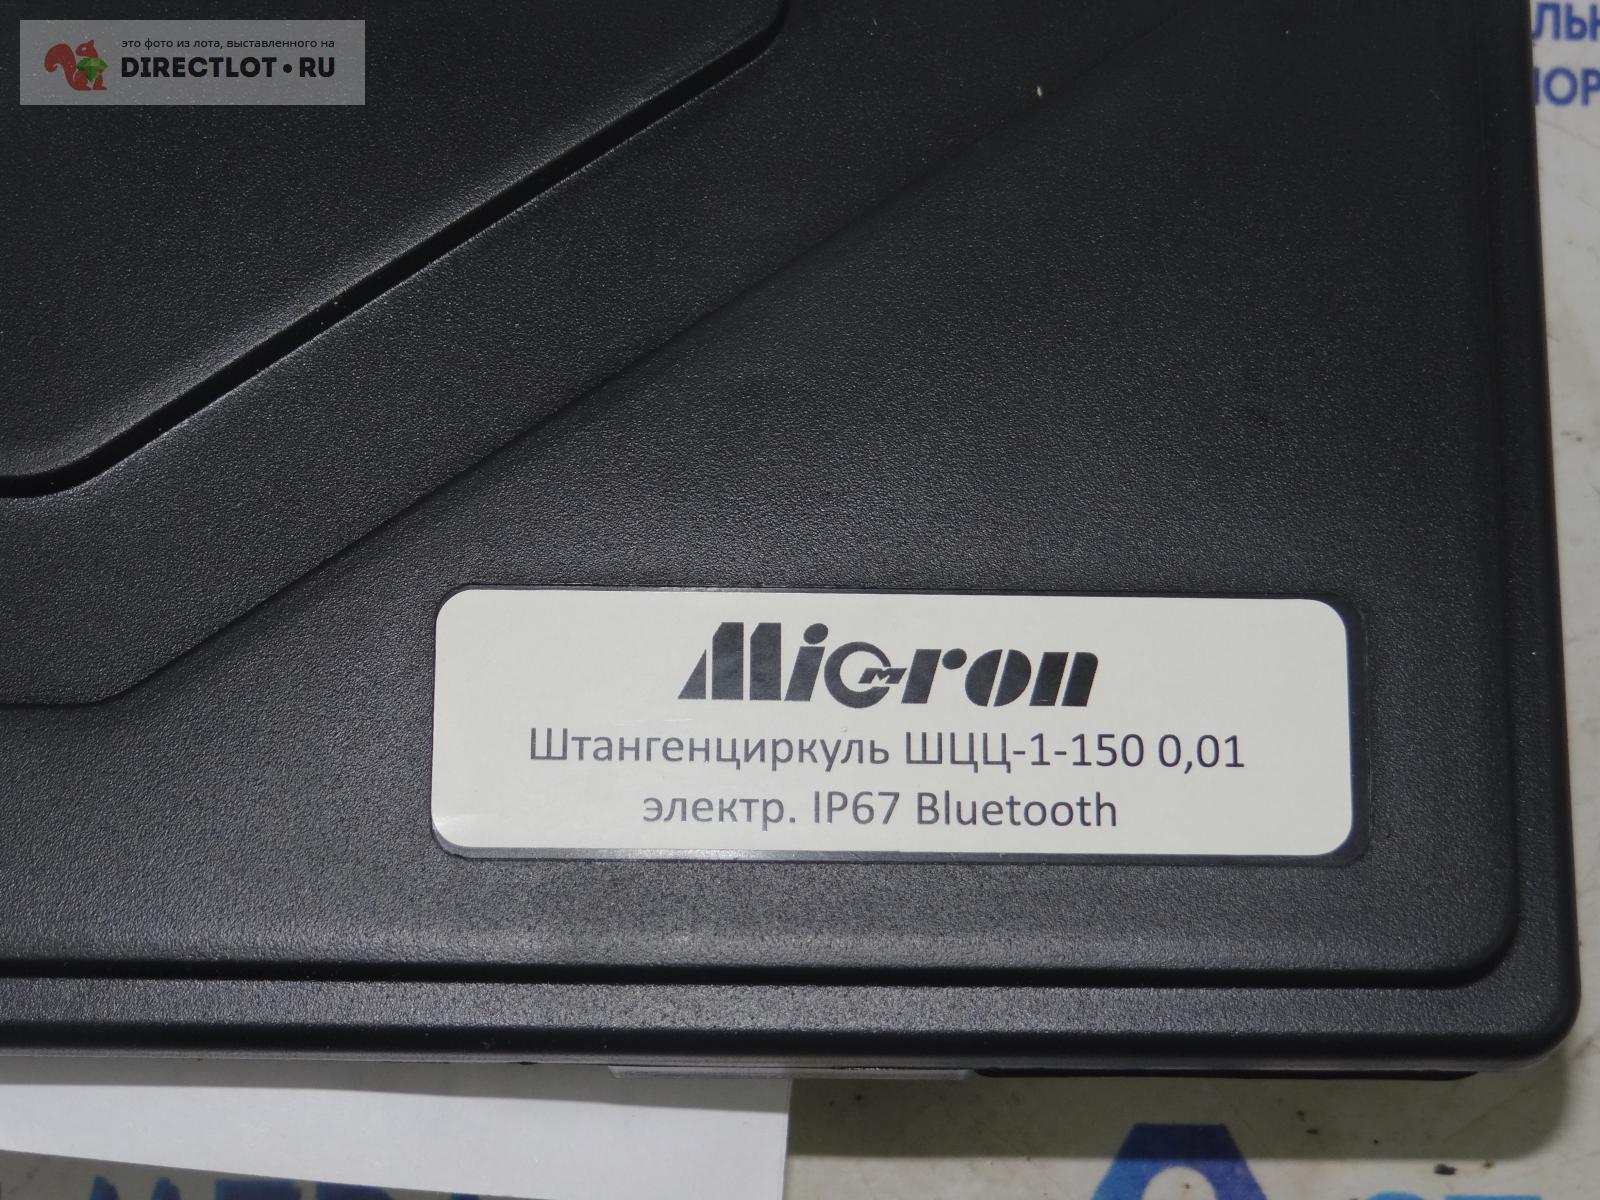 это фото из лота, выставленного на
DIRECTLOT.RU
Micron
Штангенциркуль ШЦЦ-1-150 0,01
электр. IP67 Bluetooth